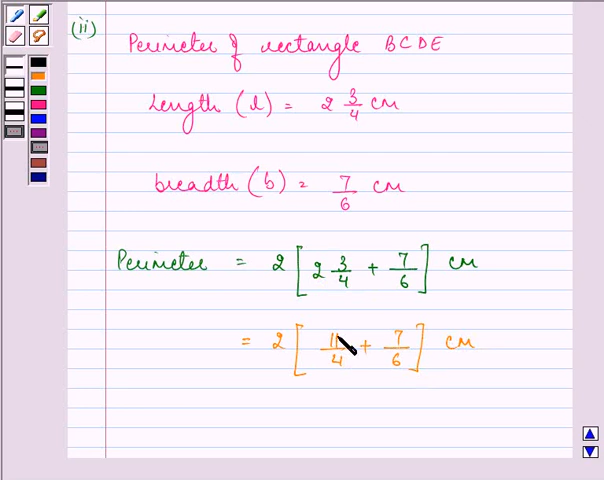 (ii)
Perimeter of rectangle BCDE
Length (l) = 2 3/4 cm
breadth (b) = 7/6 cm
Perimeter = 2 [ 2 3/4 + 7/6 ] cm
= 2 [ 11/4 + 7/6 ] cm